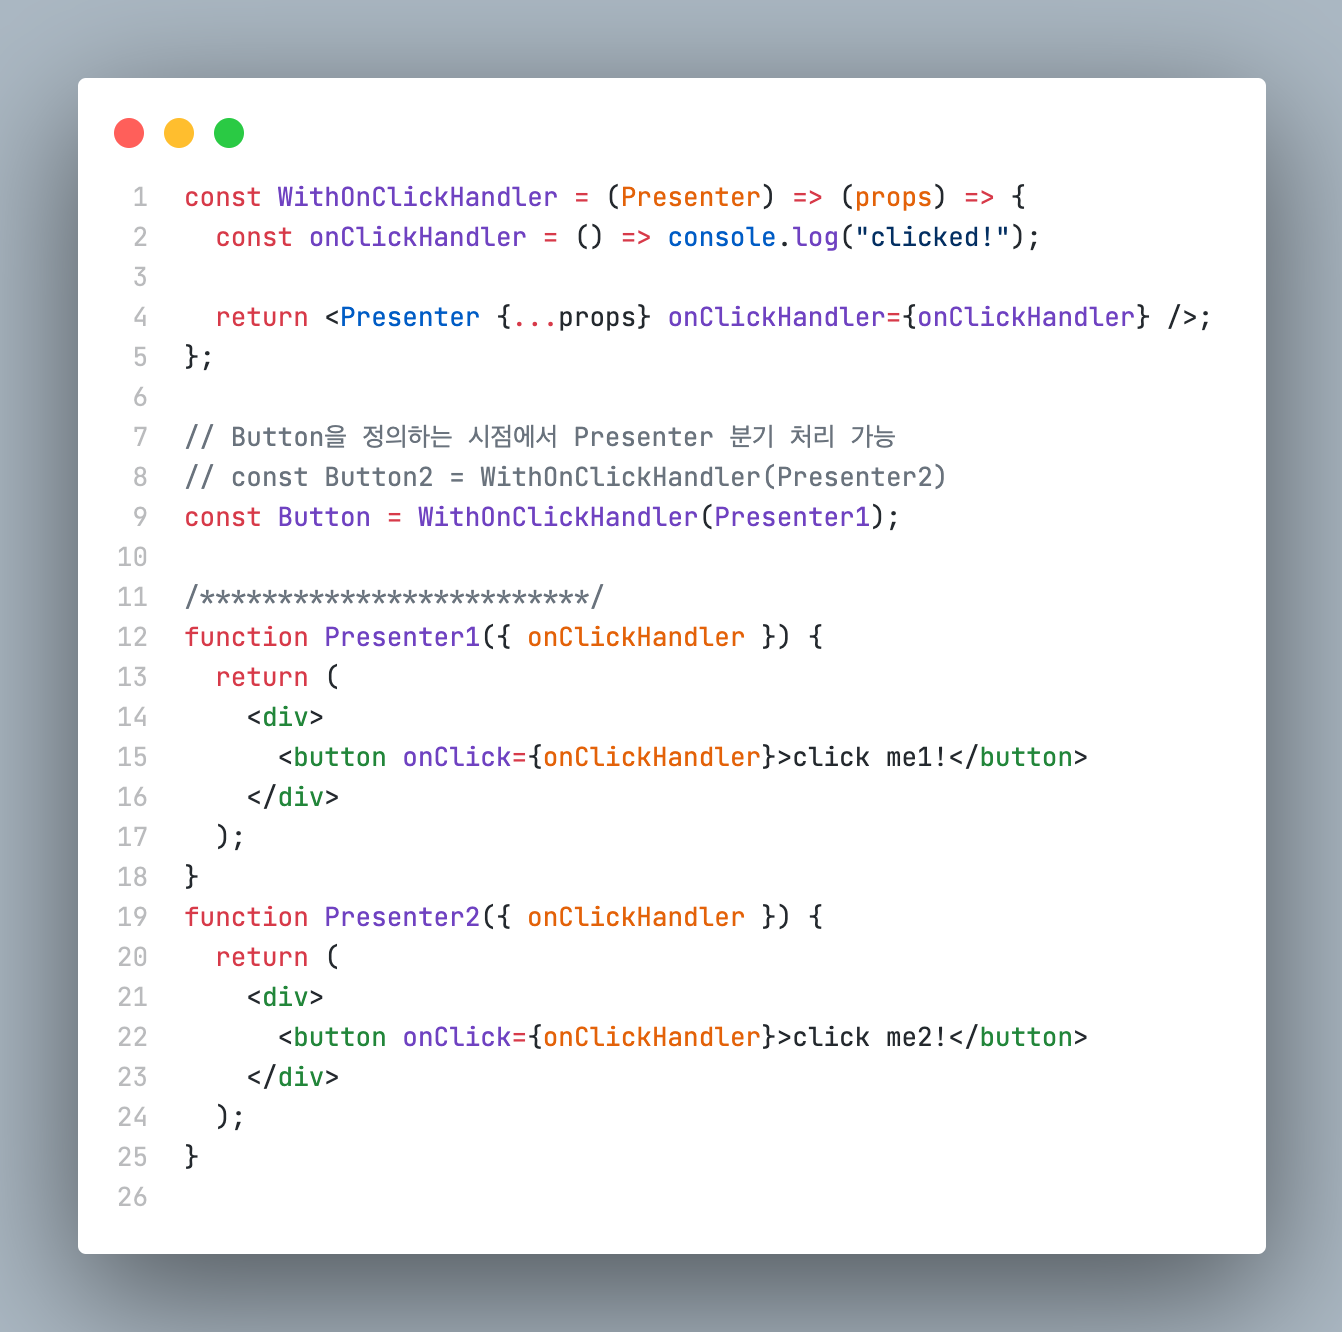 1 const WithOnClickHandler = (Presenter) => (props) => {
2   const onClickHandler = () => console.log("clicked!");
3
4   return <Presenter {...props} onClickHandler={onClickHandler} />;
5 };
6
7 // Button을 정의하는 시점에서 Presenter 분기 처리 가능
8 // const Button2 = WithOnClickHandler(Presenter2)
9 const Button = WithOnClickHandler(Presenter1);
10
11 /*************************/
12 function Presenter1({ onClickHandler }) {
13   return (
14     <div>
15       <button onClick={onClickHandler}>click me1!</button>
16     </div>
17   );
18 }
19 function Presenter2({ onClickHandler }) {
20   return (
21     <div>
22       <button onClick={onClickHandler}>click me2!</button>
23     </div>
24   );
25 }
26